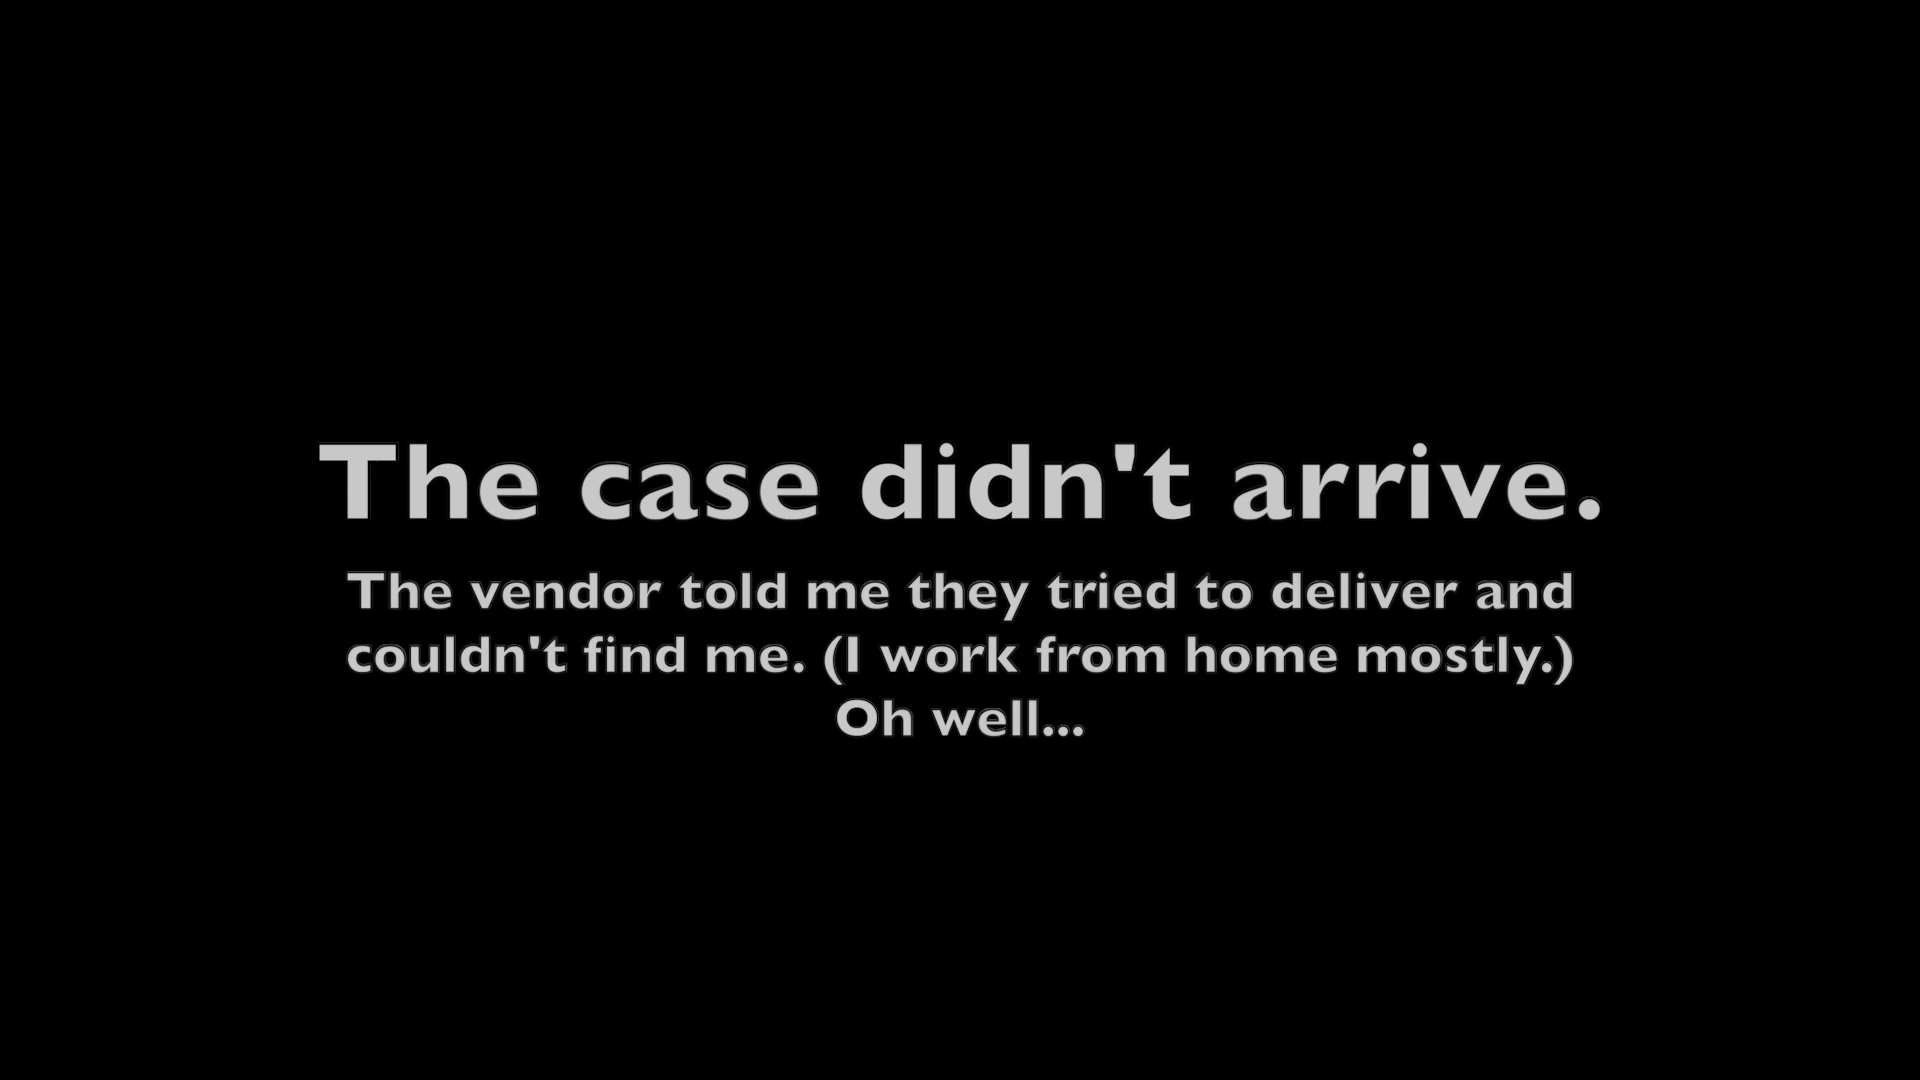 The case didn't arrive.
The vendor told me they tried to deliver and
couldn't find me. (I work from home mostly.)
Oh well...